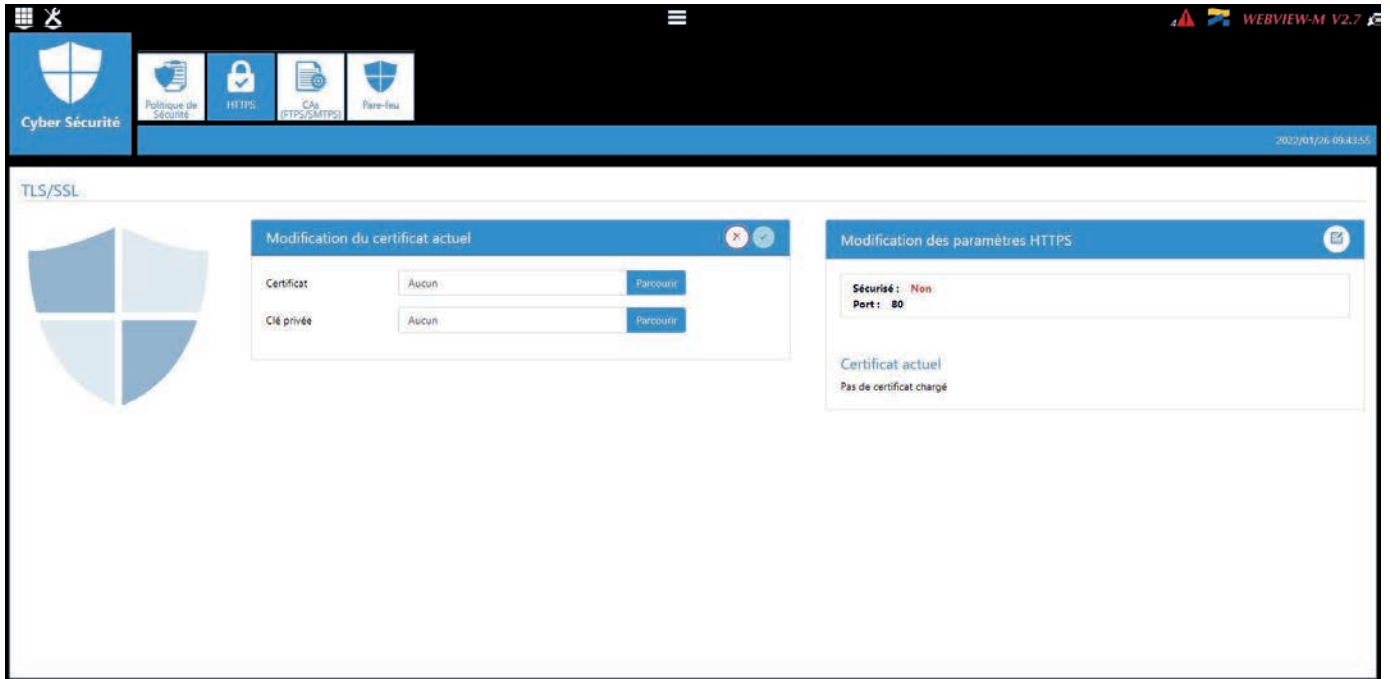 4
WEBVIEW-M V2.7
Cyber Sécurité
Politique de
Sécurité
HTTPS
CAs
(FTPS/SMTPS)
Pare-feu
2022/01/26 09:43:55
TLS/SSL
Modification du certificat actuel
Certificat Aucun Parcourir
Clé privée Aucun Parcourir
Modification des paramètres HTTPS
Sécurisé : Non
Port : 80
Certificat actuel
Pas de certificat chargé